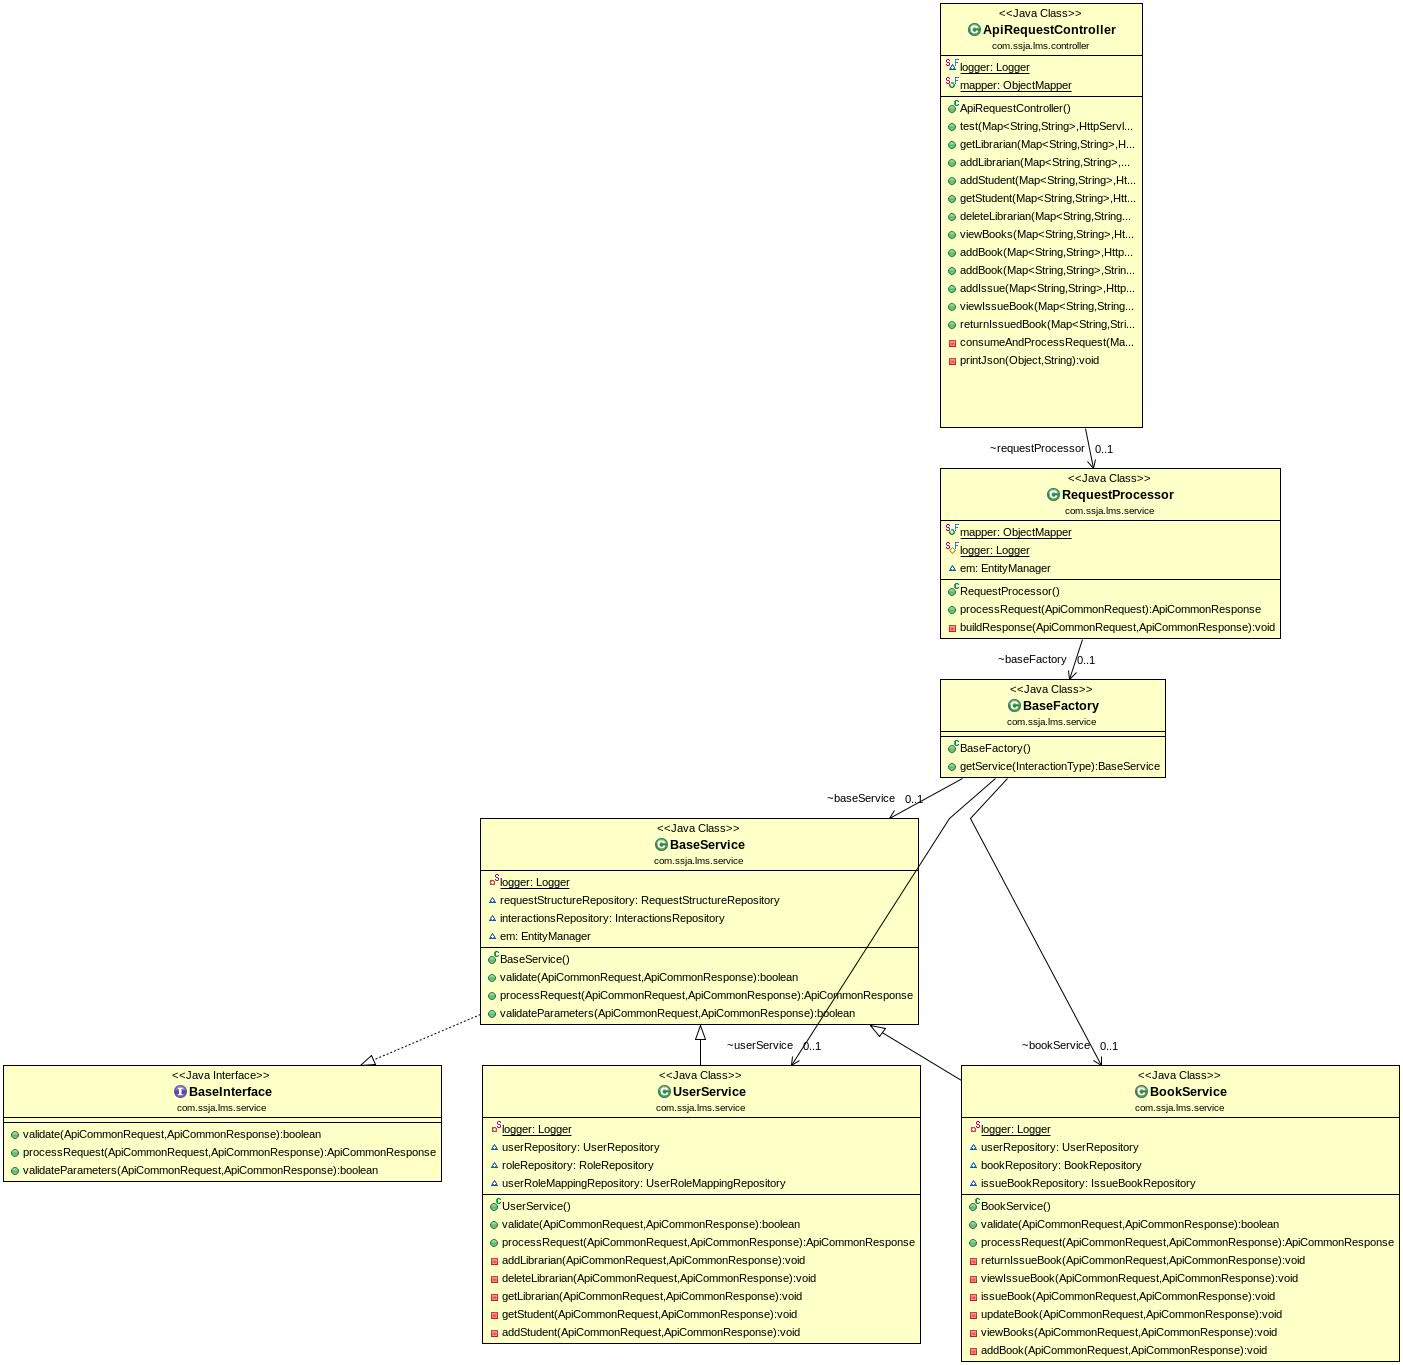 <<Java Class>>
ApiRequestController
com.ssja.lms.controller
logger: Logger
mapper: ObjectMapper
ApiRequestController()
test(Map<String,String>,HttpServl...
getLibrarian(Map<String,String>,H...
addLibrarian(Map<String,String>,...
addStudent(Map<String,String>,Ht...
getStudent(Map<String,String>,Htt...
deleteLibrarian(Map<String,String...
viewBooks(Map<String,String>,Ht...
addBook(Map<String,String>,Http...
addBook(Map<String,String>,Strin...
addIssue(Map<String,String>,Http...
viewIssueBook(Map<String,String...
returnIssuedBook(Map<String,Stri...
consumeAndProcessRequest(Ma...
printJson(Object,String):void
~requestProcessor 0..1
<<Java Class>>
RequestProcessor
com.ssja.lms.service
mapper: ObjectMapper
logger: Logger
em: EntityManager
RequestProcessor()
processRequest(ApiCommonRequest):ApiCommonResponse
buildResponse(ApiCommonRequest,ApiCommonResponse):void
~baseFactory 0..1
<<Java Class>>
BaseFactory
com.ssja.lms.service
BaseFactory()
getService(InteractionType):BaseService
~baseService 0..1
<<Java Class>>
BaseService
com.ssja.lms.service
logger: Logger
requestStructureRepository: RequestStructureRepository
interactionsRepository: InteractionsRepository
em: EntityManager
BaseService()
validate(ApiCommonRequest,ApiCommonResponse):boolean
processRequest(ApiCommonRequest,ApiCommonResponse):ApiCommonResponse
validateParameters(ApiCommonRequest,ApiCommonResponse):boolean
~userService 0..1
~bookService 0..1
<<Java Interface>>
BaseInterface
com.ssja.lms.service
validate(ApiCommonRequest,ApiCommonResponse):boolean
processRequest(ApiCommonRequest,ApiCommonResponse):ApiCommonResponse
validateParameters(ApiCommonRequest,ApiCommonResponse):boolean
<<Java Class>>
UserService
com.ssja.lms.service
logger: Logger
userRepository: UserRepository
roleRepository: RoleRepository
userRoleMappingRepository: UserRoleMappingRepository
UserService()
validate(ApiCommonRequest,ApiCommonResponse):boolean
processRequest(ApiCommonRequest,ApiCommonResponse):ApiCommonResponse
addLibrarian(ApiCommonRequest,ApiCommonResponse):void
deleteLibrarian(ApiCommonRequest,ApiCommonResponse):void
getLibrarian(ApiCommonRequest,ApiCommonResponse):void
getStudent(ApiCommonRequest,ApiCommonResponse):void
addStudent(ApiCommonRequest,ApiCommonResponse):void
<<Java Class>>
BookService
com.ssja.lms.service
logger: Logger
userRepository: UserRepository
bookRepository: BookRepository
issueBookRepository: IssueBookRepository
BookService()
validate(ApiCommonRequest,ApiCommonResponse):boolean
processRequest(ApiCommonRequest,ApiCommonResponse):ApiCommonResponse
returnIssueBook(ApiCommonRequest,ApiCommonResponse):void
viewIssueBook(ApiCommonRequest,ApiCommonResponse):void
issueBook(ApiCommonRequest,ApiCommonResponse):void
updateBook(ApiCommonRequest,ApiCommonResponse):void
viewBooks(ApiCommonRequest,ApiCommonResponse):void
addBook(ApiCommonRequest,ApiCommonResponse):void